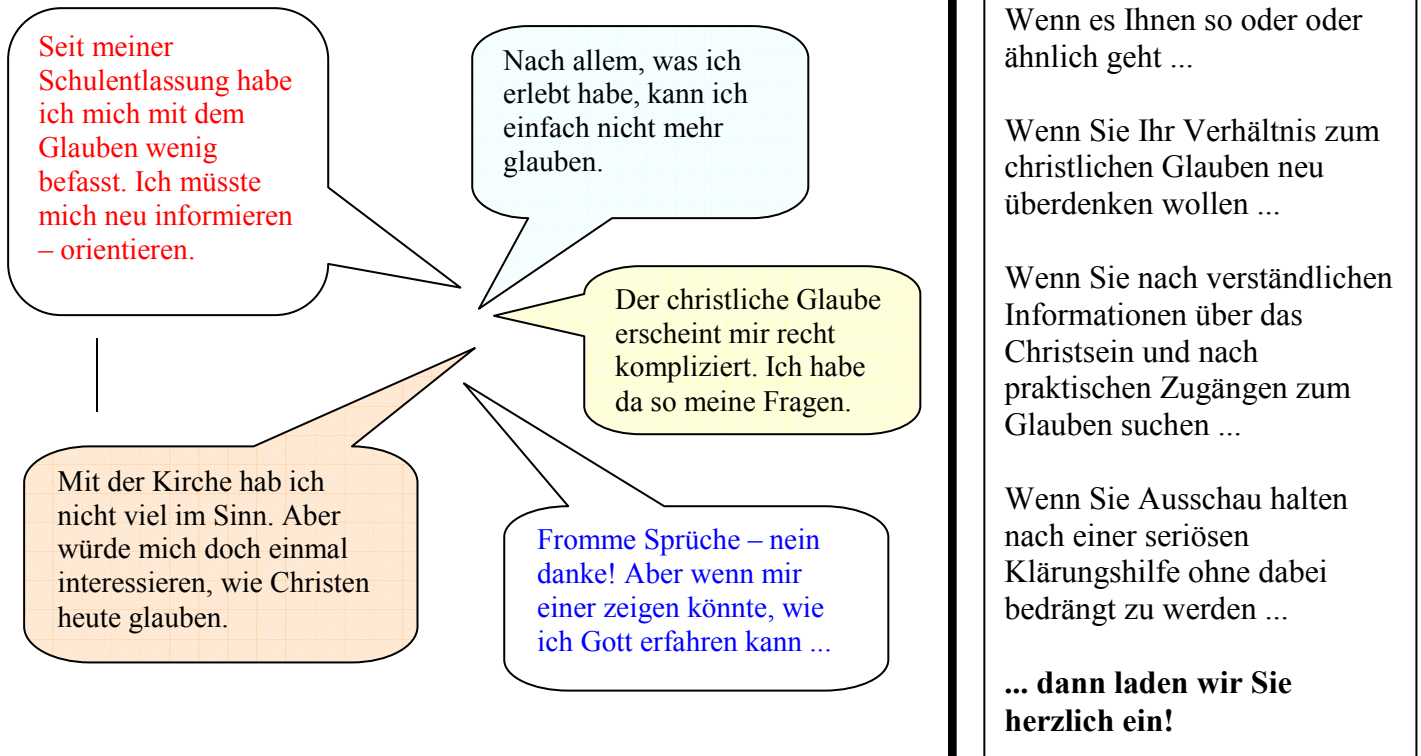 Seit meiner
Schulentlassung habe
ich mich mit dem
Glauben wenig
befasst. Ich müsste
mich neu informieren
– orientieren.
Nach allem, was ich
erlebt habe, kann ich
einfach nicht mehr
glauben.
Der christliche Glaube
erscheint mir recht
kompliziert. Ich habe
da so meine Fragen.
Mit der Kirche hab ich
nicht viel im Sinn. Aber
würde mich doch einmal
interessieren, wie Christen
heute glauben.
Fromme Sprüche – nein
danke! Aber wenn mir
einer zeigen könnte, wie
ich Gott erfahren kann ...
Wenn es Ihnen so oder oder
ähnlich geht ...
Wenn Sie Ihr Verhältnis zum
christlichen Glauben neu
überdenken wollen ...
Wenn Sie nach verständlichen
Informationen über das
Christsein und nach
praktischen Zugängen zum
Glauben suchen ...
Wenn Sie Ausschau halten
nach einer seriösen
Klärungshilfe ohne dabei
bedrängt zu werden ...
... dann laden wir Sie
herzlich ein!